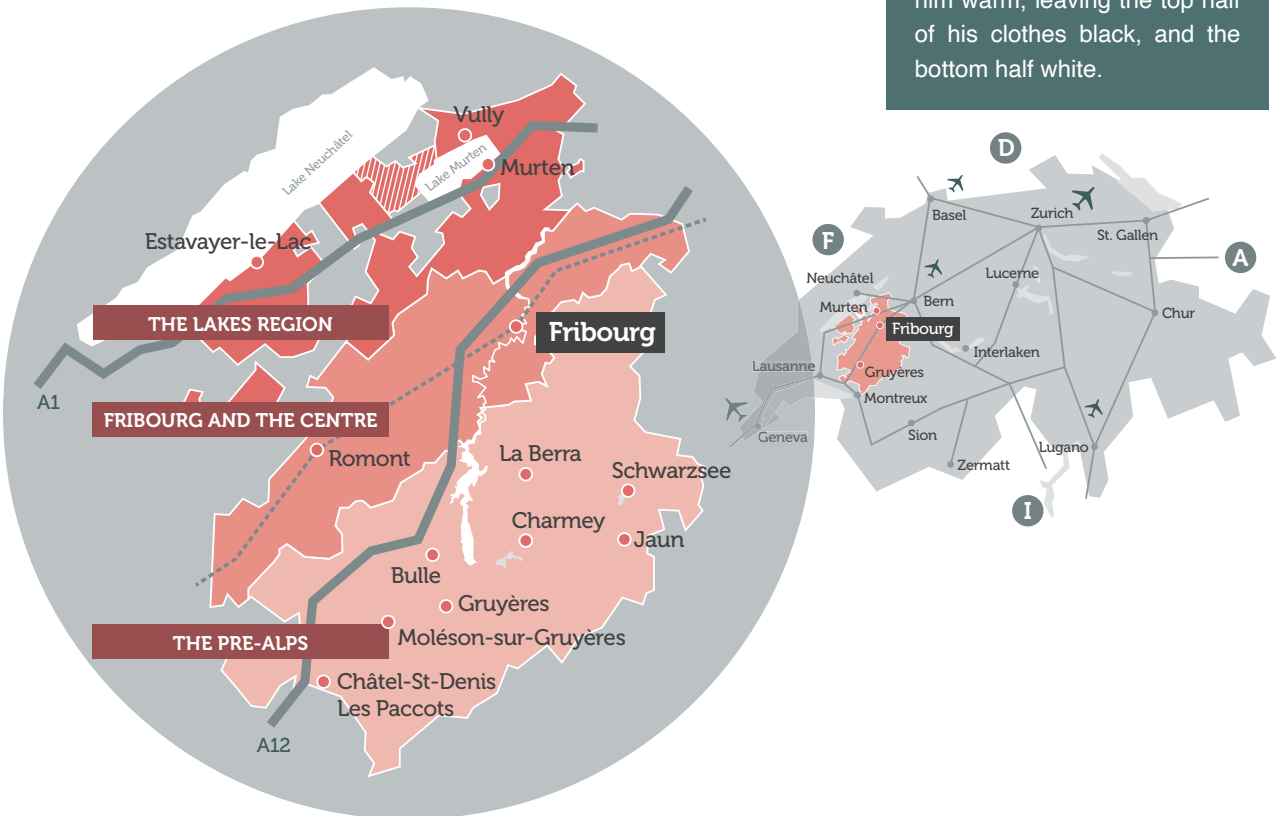 him warm, leaving the top half
of his clothes black, and the
bottom half white.
Vully
Lake Neuchâtel
Lake Murten
Murten
Estavayer-le-Lac
THE LAKES REGION
Fribourg
A1
FRIBOURG AND THE CENTRE
Romont
La Berra
Schwarzsee
Charmey
Jaun
Bulle
Gruyères
THE PRE-ALPS
Moléson-sur-Gruyères
Châtel-St-Denis
Les Paccots
A12
D
Basel
Zurich
St. Gallen
F
A
Neuchâtel
Lucerne
Murten
Bern
Chur
Fribourg
Interlaken
Lausanne
Gruyères
Montreux
Geneva
Sion
Lugano
Zermatt
I